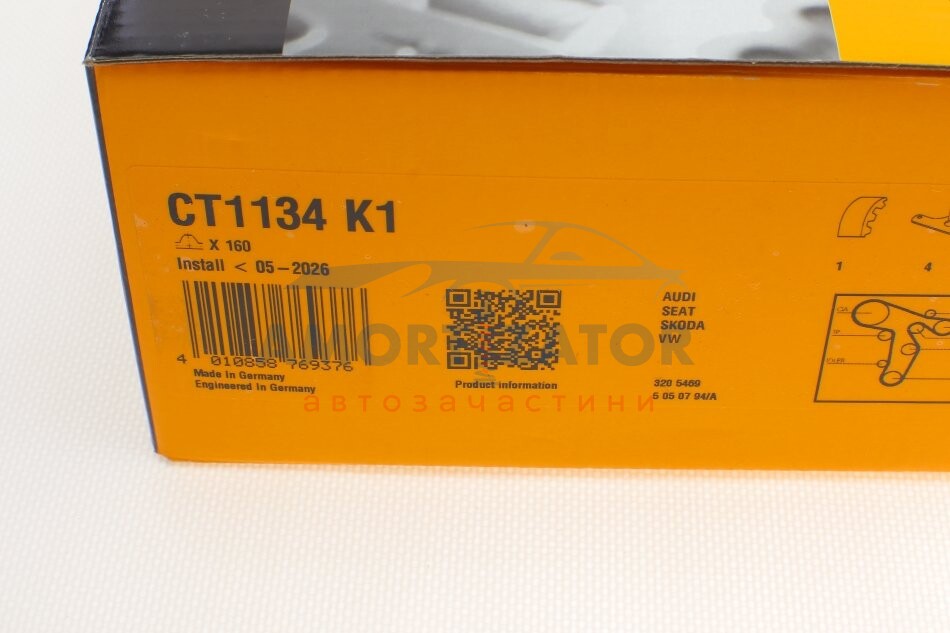 CT1134 K1
X 160
Install < 05-2026
4 010858 769376
Made in Germany
Engineered in Germany
Product information
AUDI
SEAT
SKODA
VW
320 5469
5 05 07 94/A
1
4
AMORTIZATOR
автозачастини